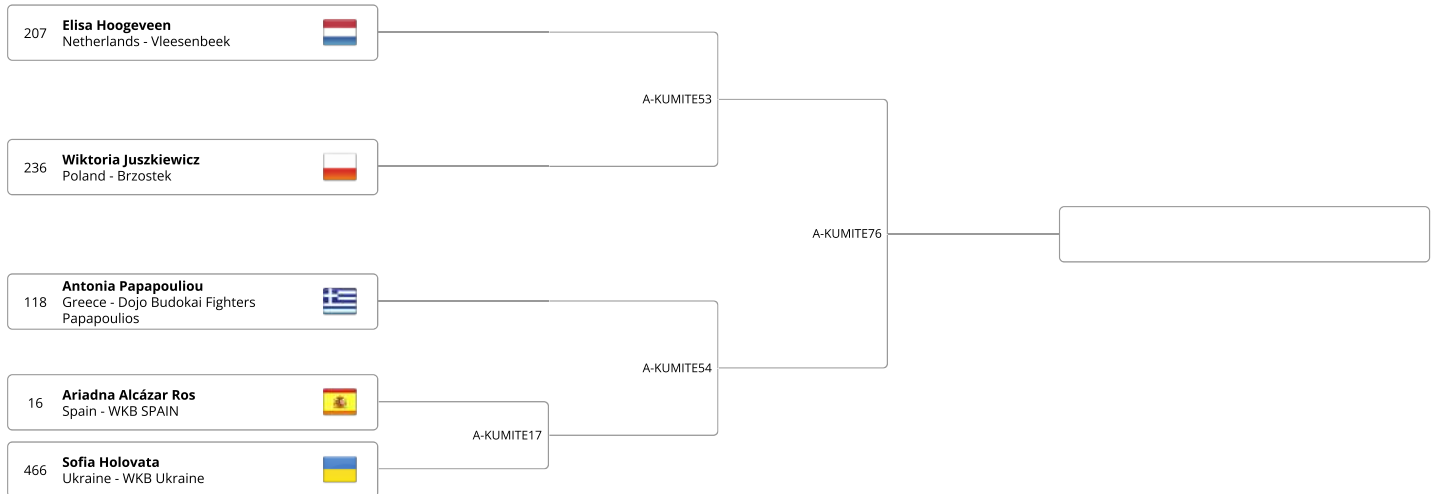 207
Elisa Hoogeveen
Netherlands - Vleesenbeek
A-KUMITE53
236
Wiktoria Juszkiewicz
Poland - Brzostek
A-KUMITE76
118
Antonia Papapouliou
Greece - Dojo Budokai Fighters
Papapoulios
A-KUMITE54
16
Ariadna Alcázar Ros
Spain - WKB SPAIN
A-KUMITE17
466
Sofia Holovata
Ukraine - WKB Ukraine